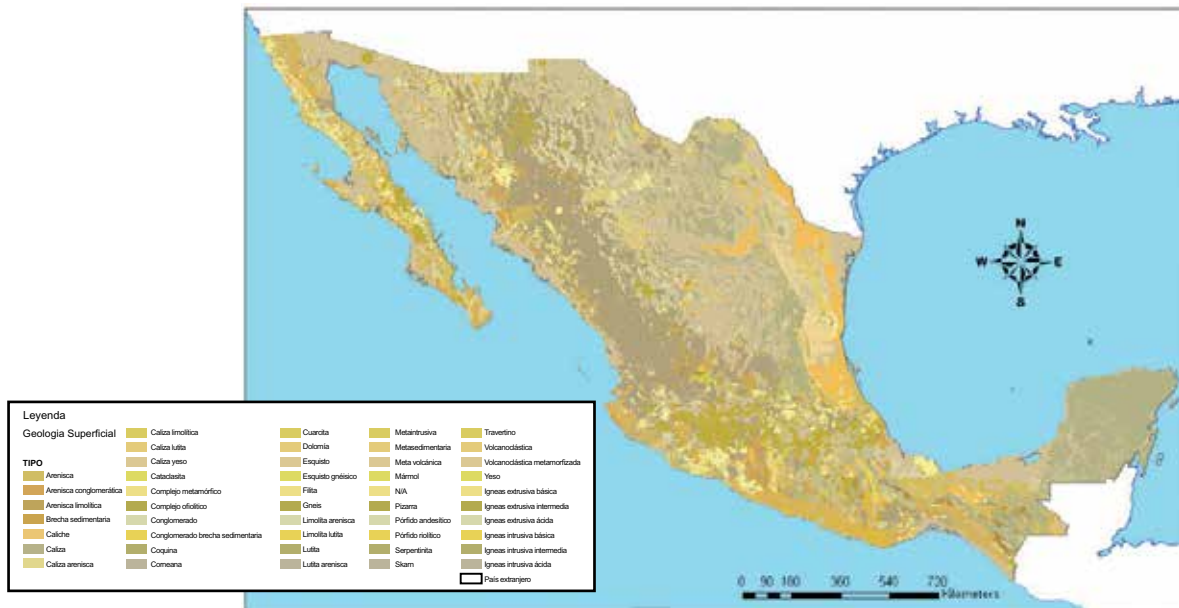 N
W E
S
Leyenda
Geologia Superficial
TIPO
Arenisca
Arenisca conglomerática
Arenisca limolítica
Brecha sedimentaria
Caliche
Caliza
Caliza arenisca
Caliza limolítica
Caliza lutita
Caliza yeso
Cataclasita
Complejo metamórfico
Complejo ofiolítico
Conglomerado
Conglomerado brecha sedimentaria
Coquina
Corneana
Cuarcita
Dolomía
Esquisto
Esquisto gnéisico
Filita
Gneis
Limolita arenisca
Limolita lutita
Lutita
Lutita arenisca
Metaintrusiva
Metasedimentaria
Meta volcánica
Mármol
N/A
Pizarra
Pórfido andesítico
Pórfido riolítico
Serpentinita
Skarn
Travertino
Volcanoclástica
Volcanoclástica metamorfizada
Yeso
Igneas extrusiva básica
Igneas extrusiva intermedia
Igneas extrusiva ácida
Igneas intrusiva básica
Igneas intrusiva intermedia
Igneas intrusiva ácida
País extranjero
0 90 180 360 540 720
Kilometers